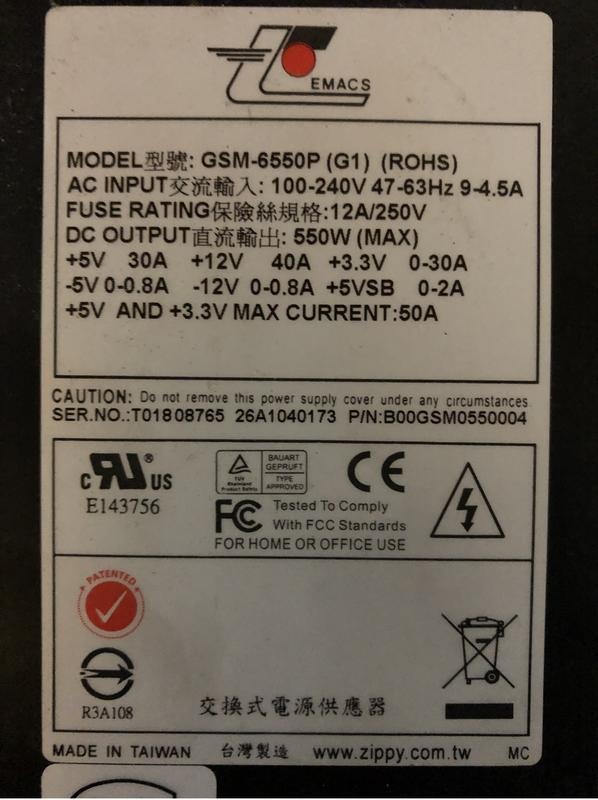 EMACS
MODEL型號: GSM-6550P (G1) (ROHS)
AC INPUT交流輸入: 100-240V 47-63Hz 9-4.5A
FUSE RATING保險絲規格:12A/250V
DC OUTPUT直流輸出: 550W (MAX)
+5V 30A +12V 40A +3.3V 0-30A
-5V 0-0.8A -12V 0-0.8A +5VSB 0-2A
+5V AND +3.3V MAX CURRENT:50A
CAUTION: Do not remove this power supply cover under any circumstances
SER.NO.:T01808765 26A1040173 P/N:B00GSM0550004
C RU ® US
E143756
TÜV
Rheinland
Product Safety
BAUART
GEPRUFT
TYPE
APPROVED
CE
FC Tested To Comply
With FCC Standards
FOR HOME OR OFFICE USE
PATENTED
R3A108
交換式電源供應器
MADE IN TAIWAN 台灣製造 www.zippy.com.tw MC